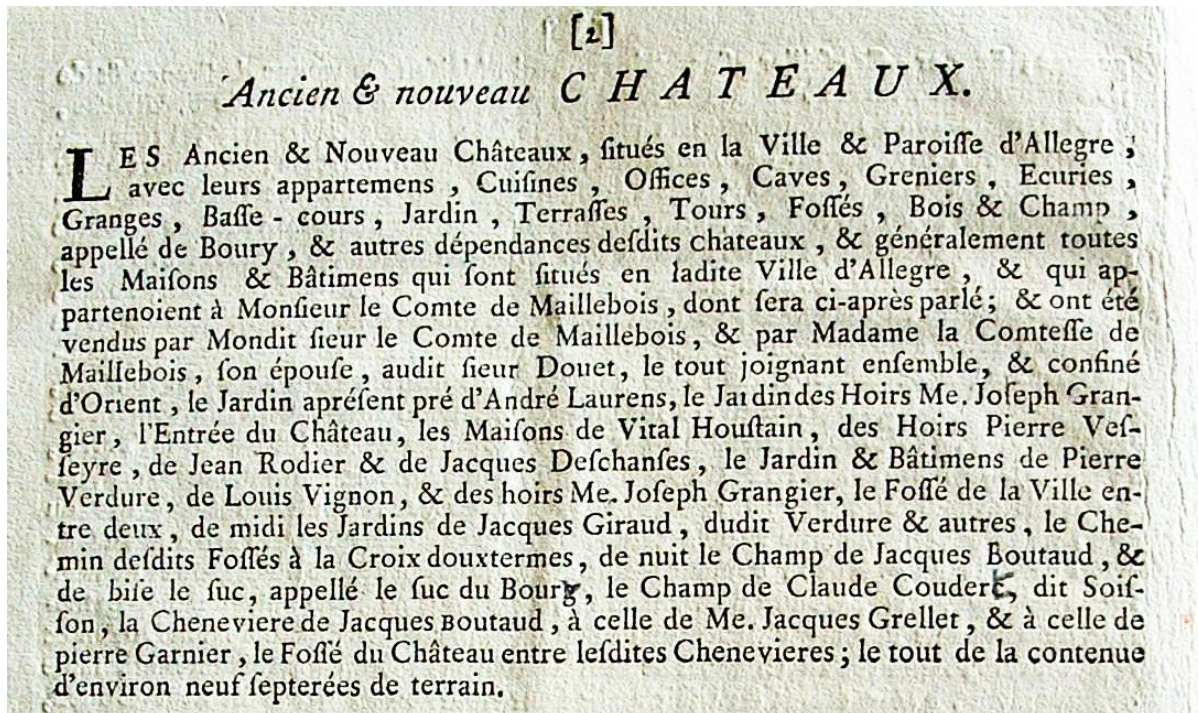 [2]
Ancien & nouveau CHATEAUX.
LES Ancien & Nouveau Châteaux, ſitués en la Ville & Paroiſſe d'Allegre ;
avec leurs appartemens, Cuiſines, Offices, Caves, Greniers, Ecuries,
Granges, Baſſe-cours, Jardin, Terraſſes, Tours, Foſſés, Bois & Champ,
appellé de Boury, & autres dépendances deſdits chateaux, & généralement toutes
les Maiſons & Bâtimens qui ſont ſitués en ladite Ville d'Allegre, & qui ap-
partenoient à Monſieur le Comte de Maillebois, dont ſera ci-après parlé; & ont été
vendus par Mondit ſieur le Comte de Maillebois, & par Madame la Comteſſe de
Maillebois, ſon épouſe, audit ſieur Douet, le tout joignant enſemble, & confiné
d'Orient, le Jardin apréſent pré d'André Laurens, le Jardin des Hoirs Me. Joſeph Gran-
gier, l'Entrée du Château, les Maiſons de Vital Houſtain, des Hoirs Pierre Veſ-
ſeyre, de Jean Rodier & de Jacques Deſchanſes, le Jardin & Bâtimens de Pierre
Verdure, de Louis Vignon, & des hoirs Me. Joſeph Grangier, le Foſſé de la Ville en-
tre deux, de midi les Jardins de Jacques Giraud, dudit Verdure & autres, le Che-
min deſdits Foſſés à la Croix douxtermes, de nuit le Champ de Jacques Boutaud, &
de biſe le ſuc, appellé le ſuc du Bourg, le Champ de Claude Coudert, dit Soiſ-
ſon, la Cheneviere de Jacques Boutaud, à celle de Me. Jacques Grellet, & à celle de
pierre Garnier, le Foſſé du Château entre leſdites Chenevieres; le tout de la contenue
d'environ neuf ſepterées de terrain.